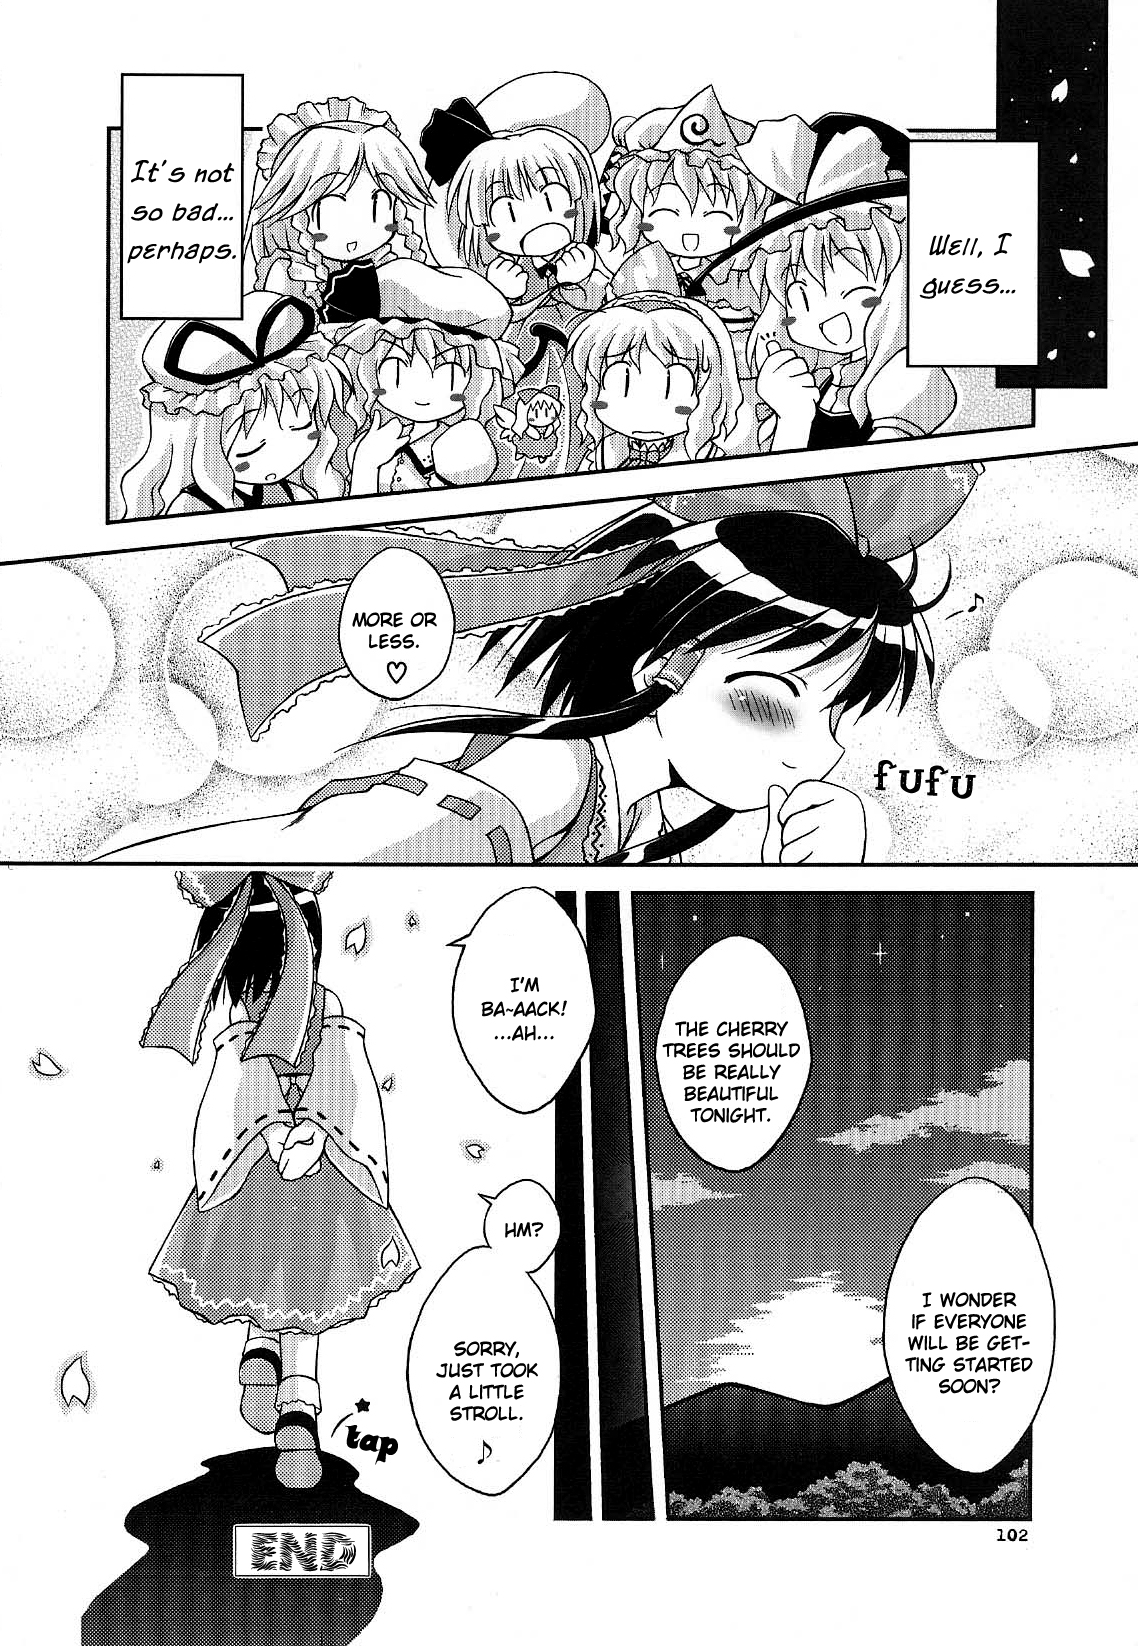 Well, I
guess...
It's not
so bad...
perhaps.
MORE OR
LESS.
♡
♪
fufu
THE CHERRY
TREES SHOULD
BE REALLY
BEAUTIFUL
TONIGHT.
I WONDER
IF EVERYONE
WILL BE GET-
TING STARTED
SOON?
I'M
BA~AACK!
...AH...
HM?
SORRY,
JUST TOOK
A LITTLE
STROLL.
♪
tap
END
102